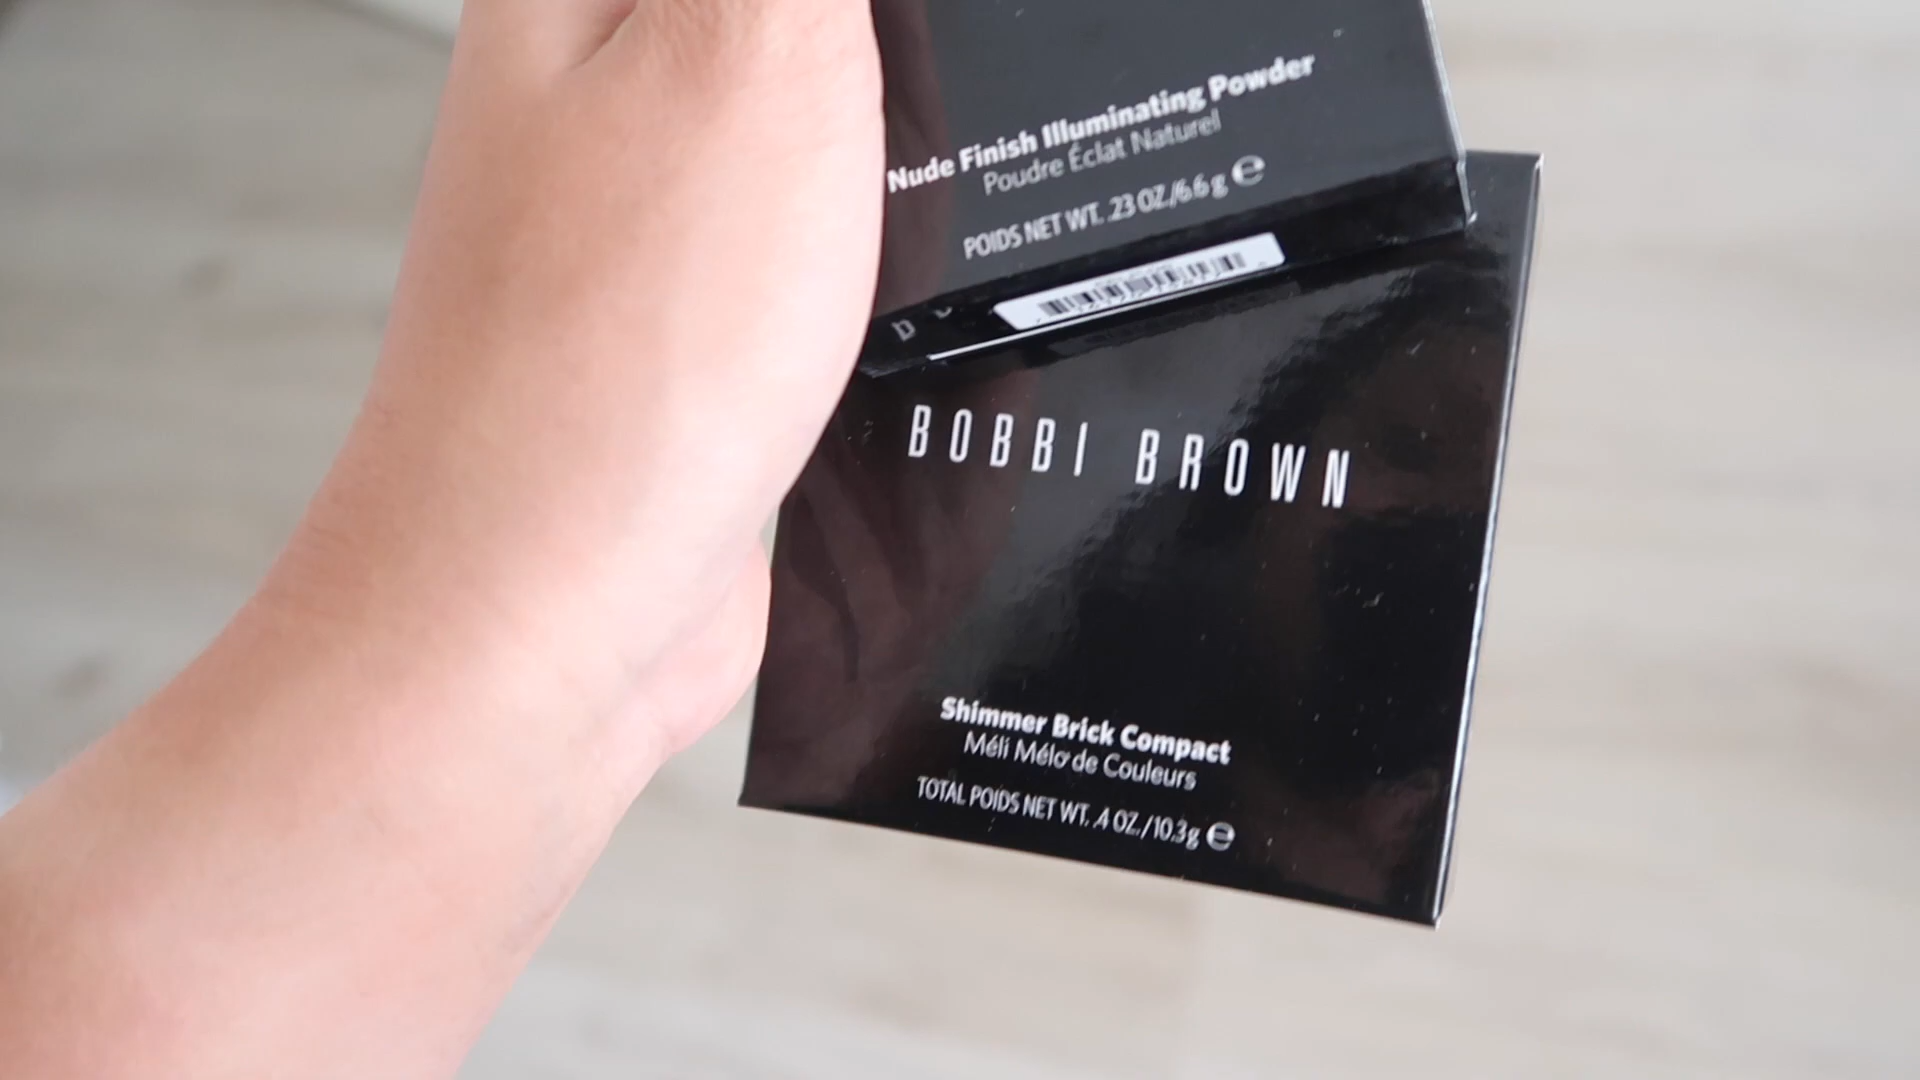 Nude Finish Illuminating Powder
Poudre Éclat Naturel
POIDS NET WT. .23 OZ./6.6 g ℮
BOBBI BROWN
Shimmer Brick Compact
Méli Mélo de Couleurs
TOTAL POIDS NET WT. .4 OZ./10.3g ℮